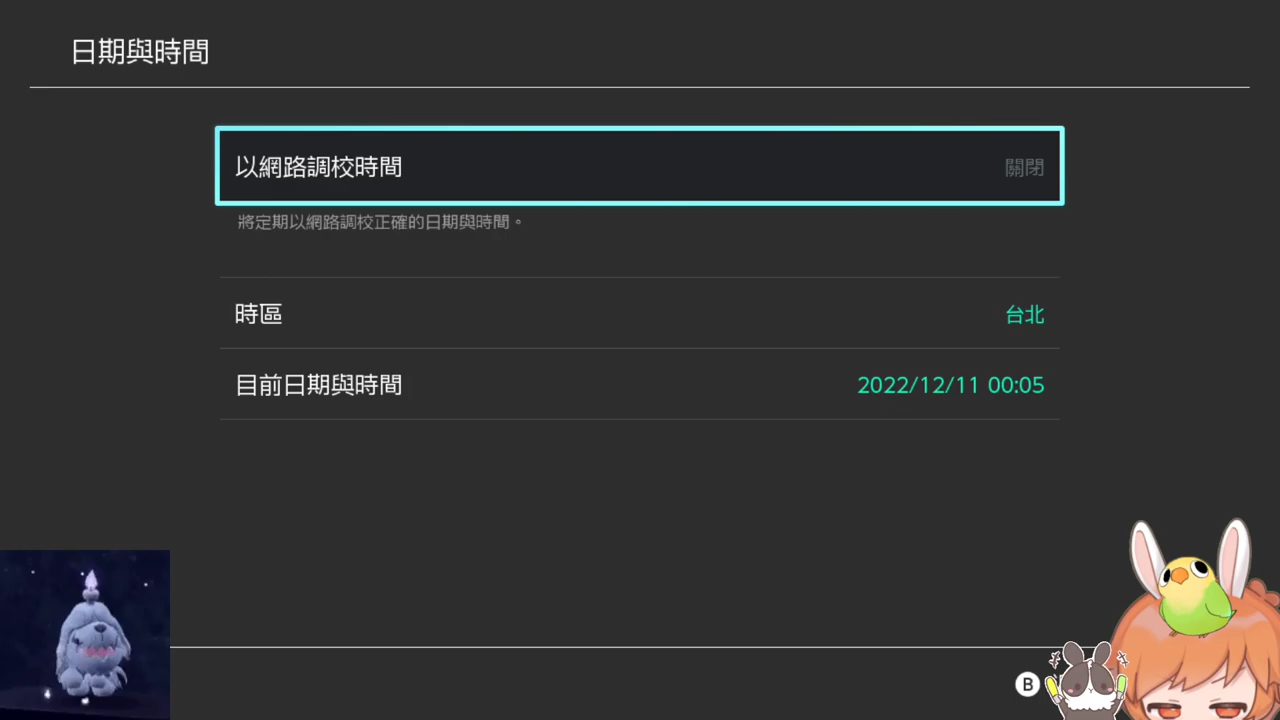 日期與時間
以網路調校時間 關閉
將定期以網路調校正確的日期與時間。
時區 台北
目前日期與時間 2022/12/11 00:05
B